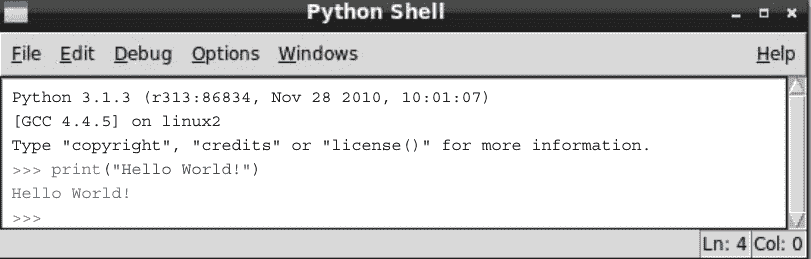 Python Shell
File Edit Debug Options Windows Help
Python 3.1.3 (r313:86834, Nov 28 2010, 10:01:07)
[GCC 4.4.5] on linux2
Type "copyright", "credits" or "license()" for more information.
>>> print("Hello World!")
Hello World!
>>>
Ln: 4 Col: 0